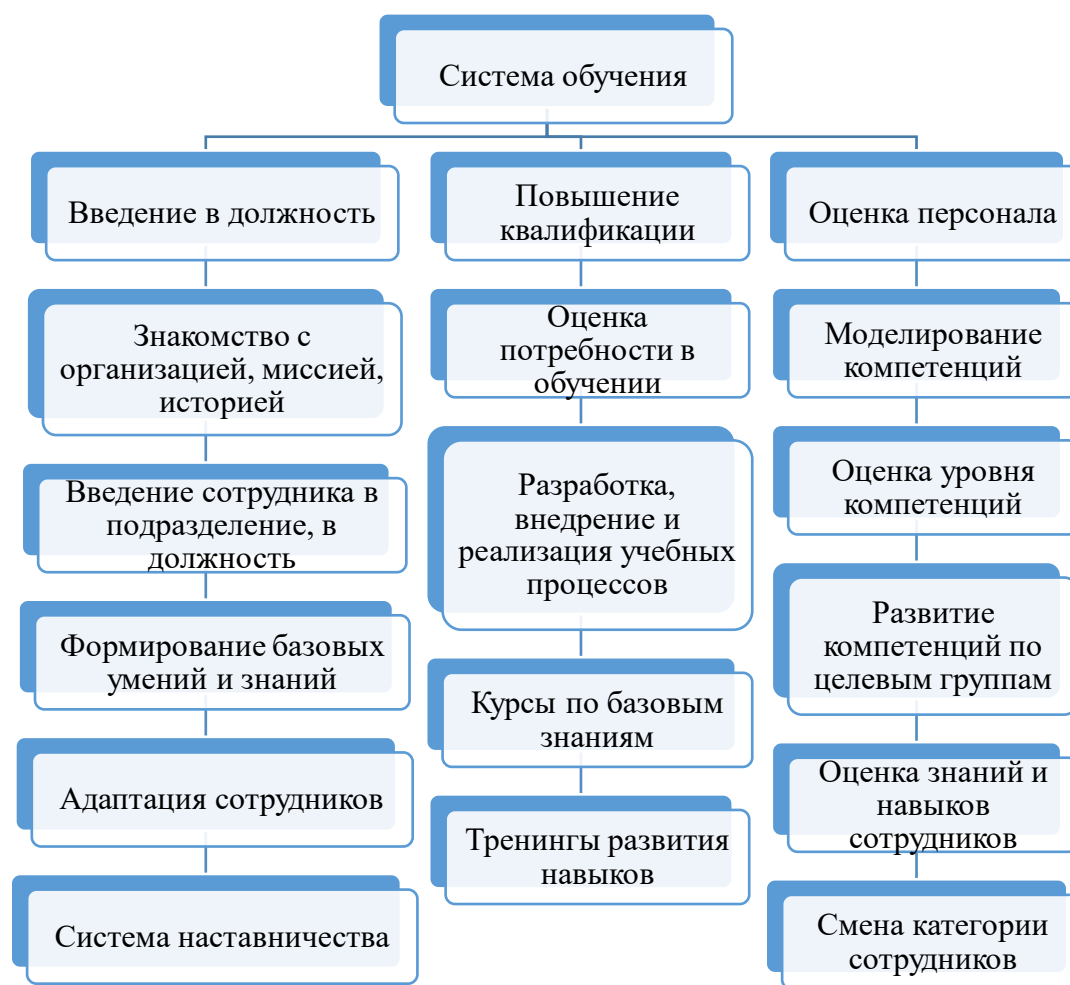 Система обучения
Введение в должность
Знакомство с
организацией, миссией,
историей
Введение сотрудника в
подразделение, в
должность
Формирование базовых
умений и знаний
Адаптация сотрудников
Система наставничества
Повышение
квалификации
Оценка
потребности в
обучении
Разработка,
внедрение и
реализация учебных
процессов
Курсы по базовым
знаниям
Тренинги развития
навыков
Оценка персонала
Моделирование
компетенций
Оценка уровня
компетенций
Развитие
компетенций по
целевым группам
Оценка знаний и
навыков
сотрудников
Смена категории
сотрудников